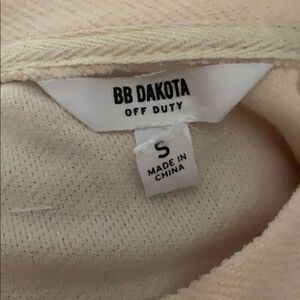 BB DAKOTA
OFF DUTY
S
MADE IN
CHINA